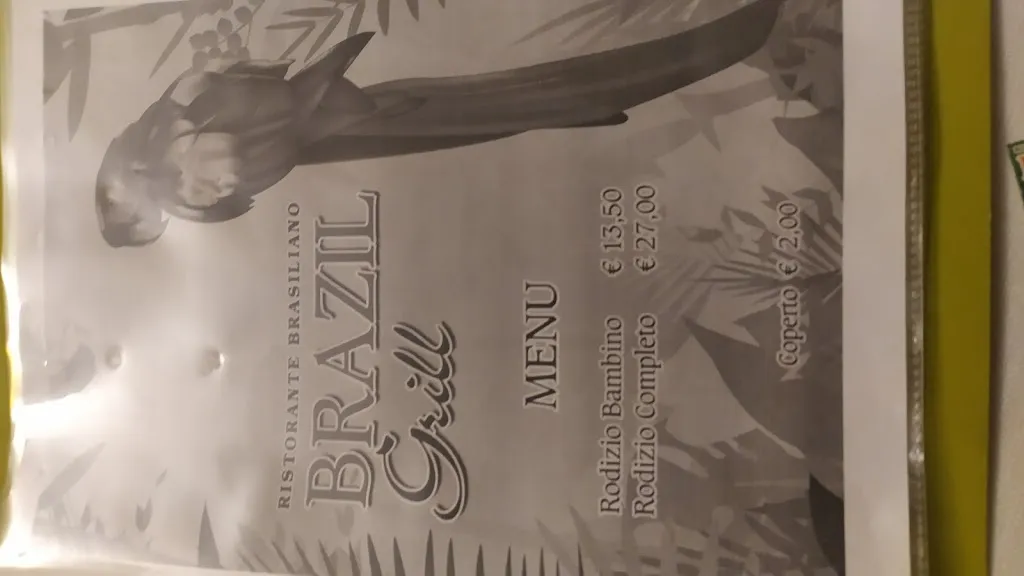 RISTORANTE BRASILIANO
BRAZIL
Grill
MENU
Rodizio Bambino € 13,50
Rodizio Completo € 27,00
Coperto € 2,00